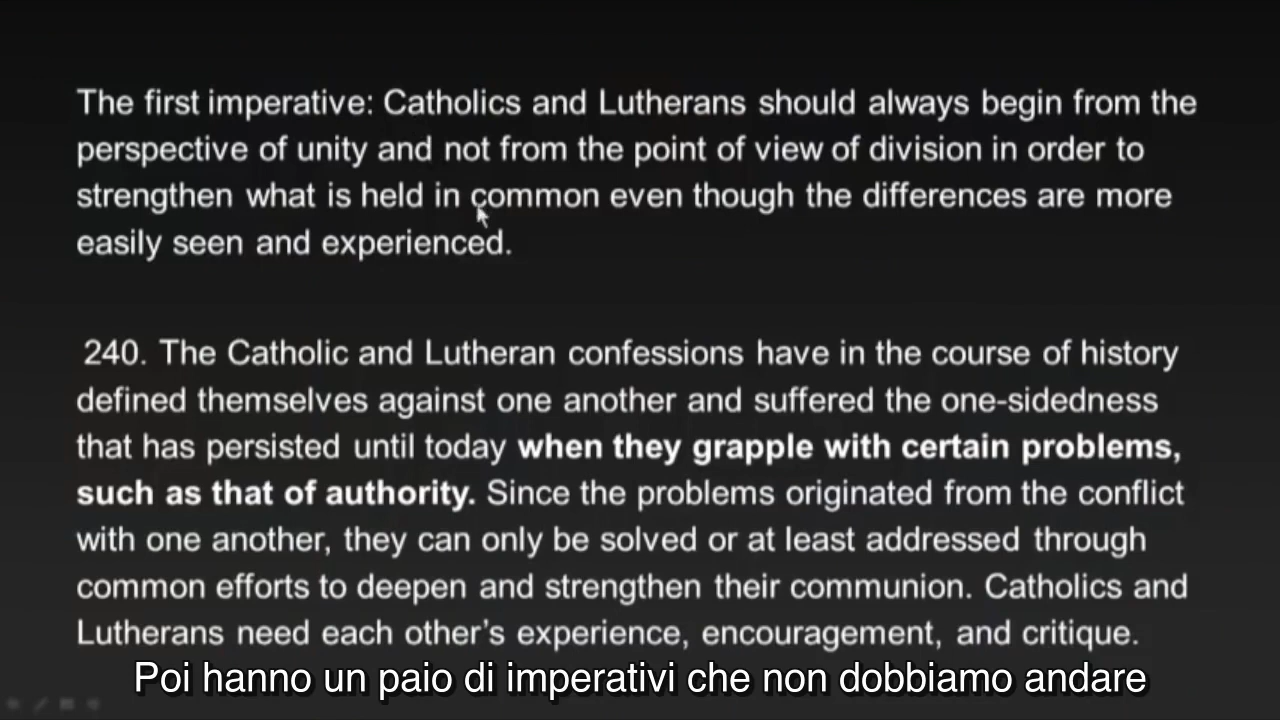 The first imperative: Catholics and Lutherans should always begin from the
perspective of unity and not from the point of view of division in order to
strengthen what is held in common even though the differences are more
easily seen and experienced.
240. The Catholic and Lutheran confessions have in the course of history
defined themselves against one another and suffered the one-sidedness
that has persisted until today when they grapple with certain problems,
such as that of authority. Since the problems originated from the conflict
with one another, they can only be solved or at least addressed through
common efforts to deepen and strengthen their communion. Catholics and
Lutherans need each other’s experience, encouragement, and critique.
Poi hanno un paio di imperativi che non dobbiamo andare